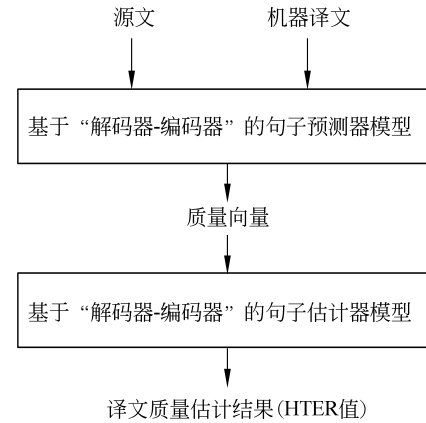 源文 机器译文
基于“解码器-编码器”的句子预测器模型
质量向量
基于“解码器-编码器”的句子估计器模型
译文质量估计结果(HTER值)